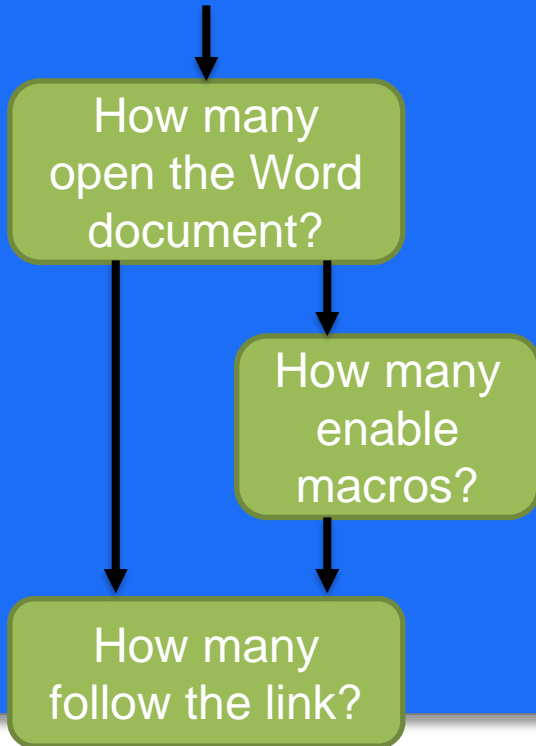 How many
open the Word
document?
How many
enable
macros?
How many
follow the link?